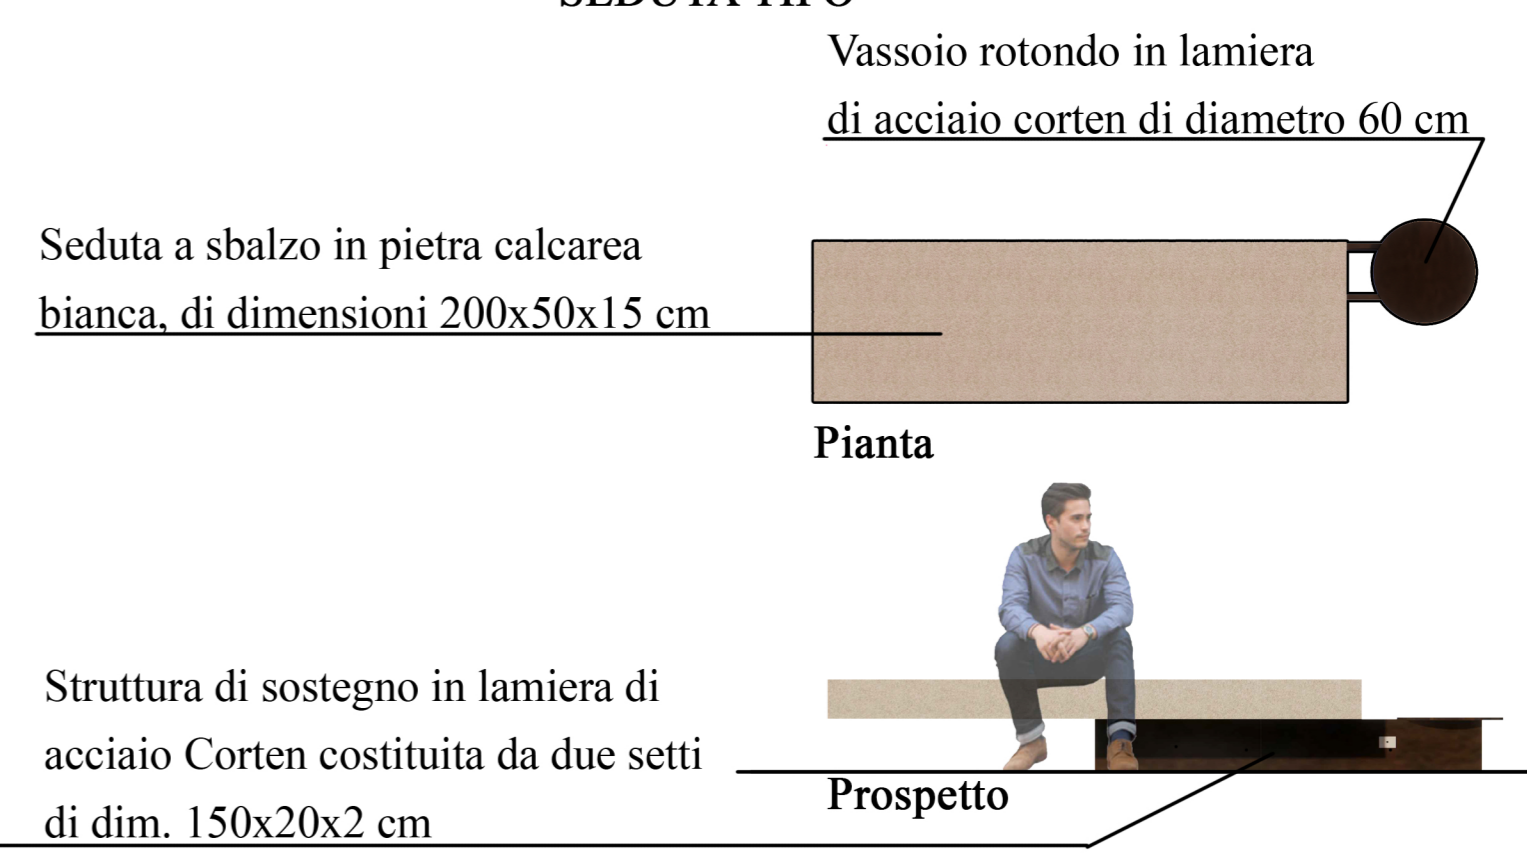 SEDUTA TIPO
Vassoio rotondo in lamiera
di acciaio corten di diametro 60 cm
Seduta a sbalzo in pietra calcarea
bianca, di dimensioni 200x50x15 cm
Pianta
Struttura di sostegno in lamiera di
acciaio Corten costituita da due setti
di dim. 150x20x2 cm
Prospetto